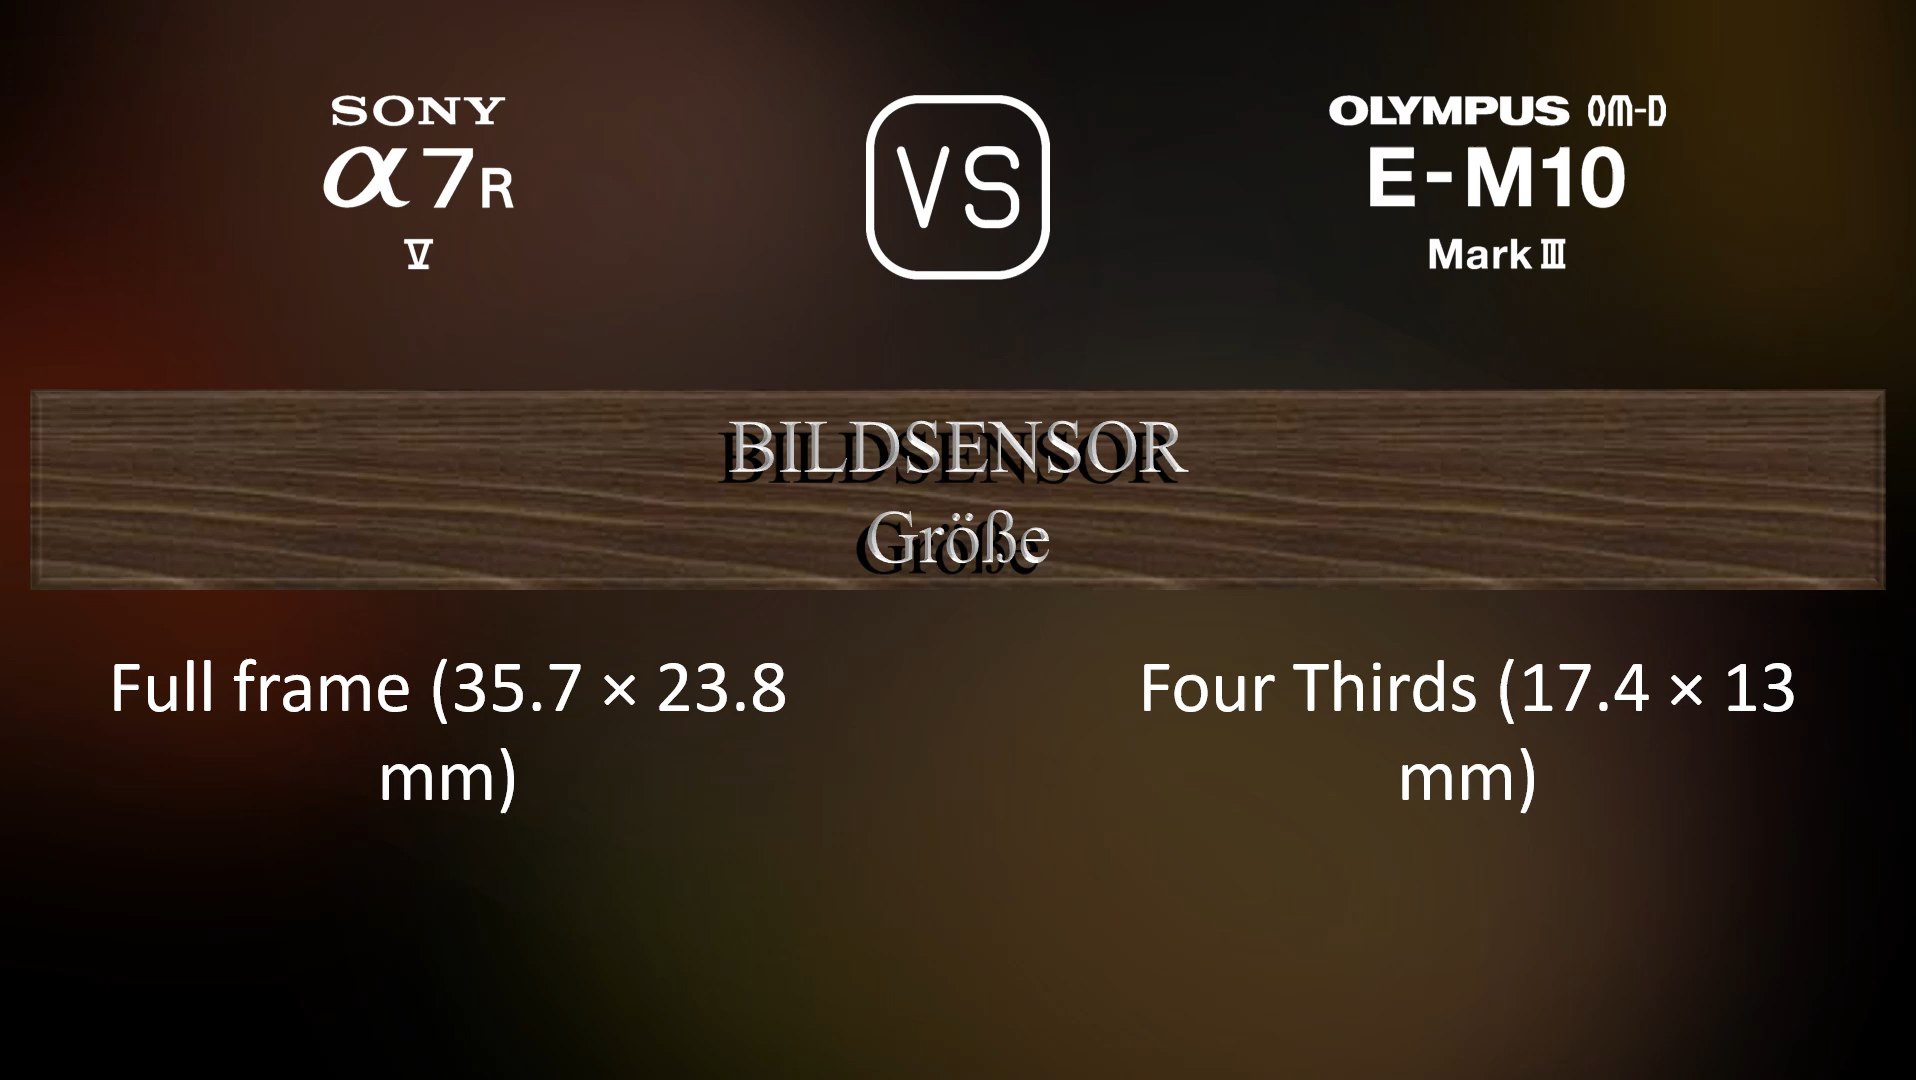 SONY
α7R
V
VS
OLYMPUS OM-D
E-M10
Mark III
BILDSENSOR
Größe
Full frame (35.7 × 23.8
mm)
Four Thirds (17.4 × 13
mm)